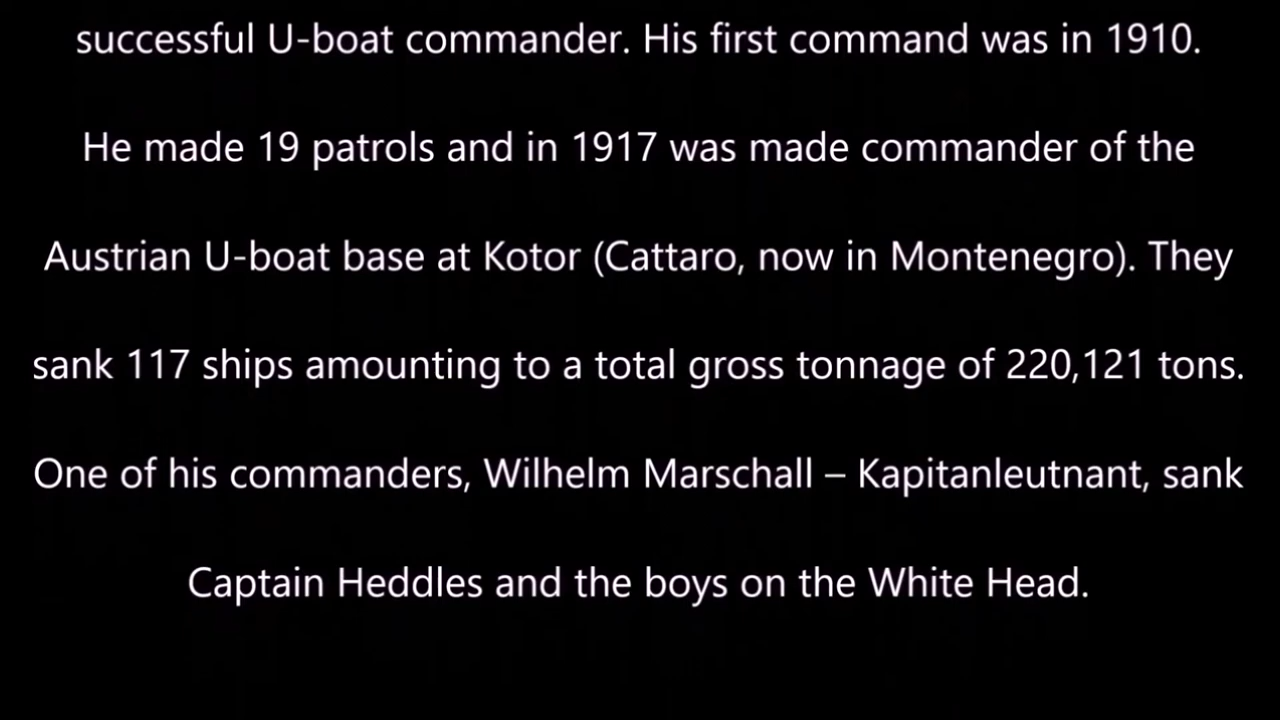 successful U-boat commander. His first command was in 1910.
He made 19 patrols and in 1917 was made commander of the
Austrian U-boat base at Kotor (Cattaro, now in Montenegro). They
sank 117 ships amounting to a total gross tonnage of 220,121 tons.
One of his commanders, Wilhelm Marschall – Kapitanleutnant, sank
Captain Heddles and the boys on the White Head.